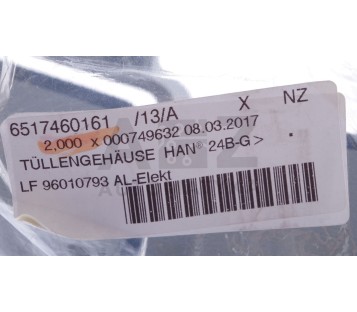 6517460161 /13/A X NZ
2,000 x 000749632 08.03.2017
TÜLLENGEHÄUSE HAN 24B-G> .
LF 96010793 AL-Elekt